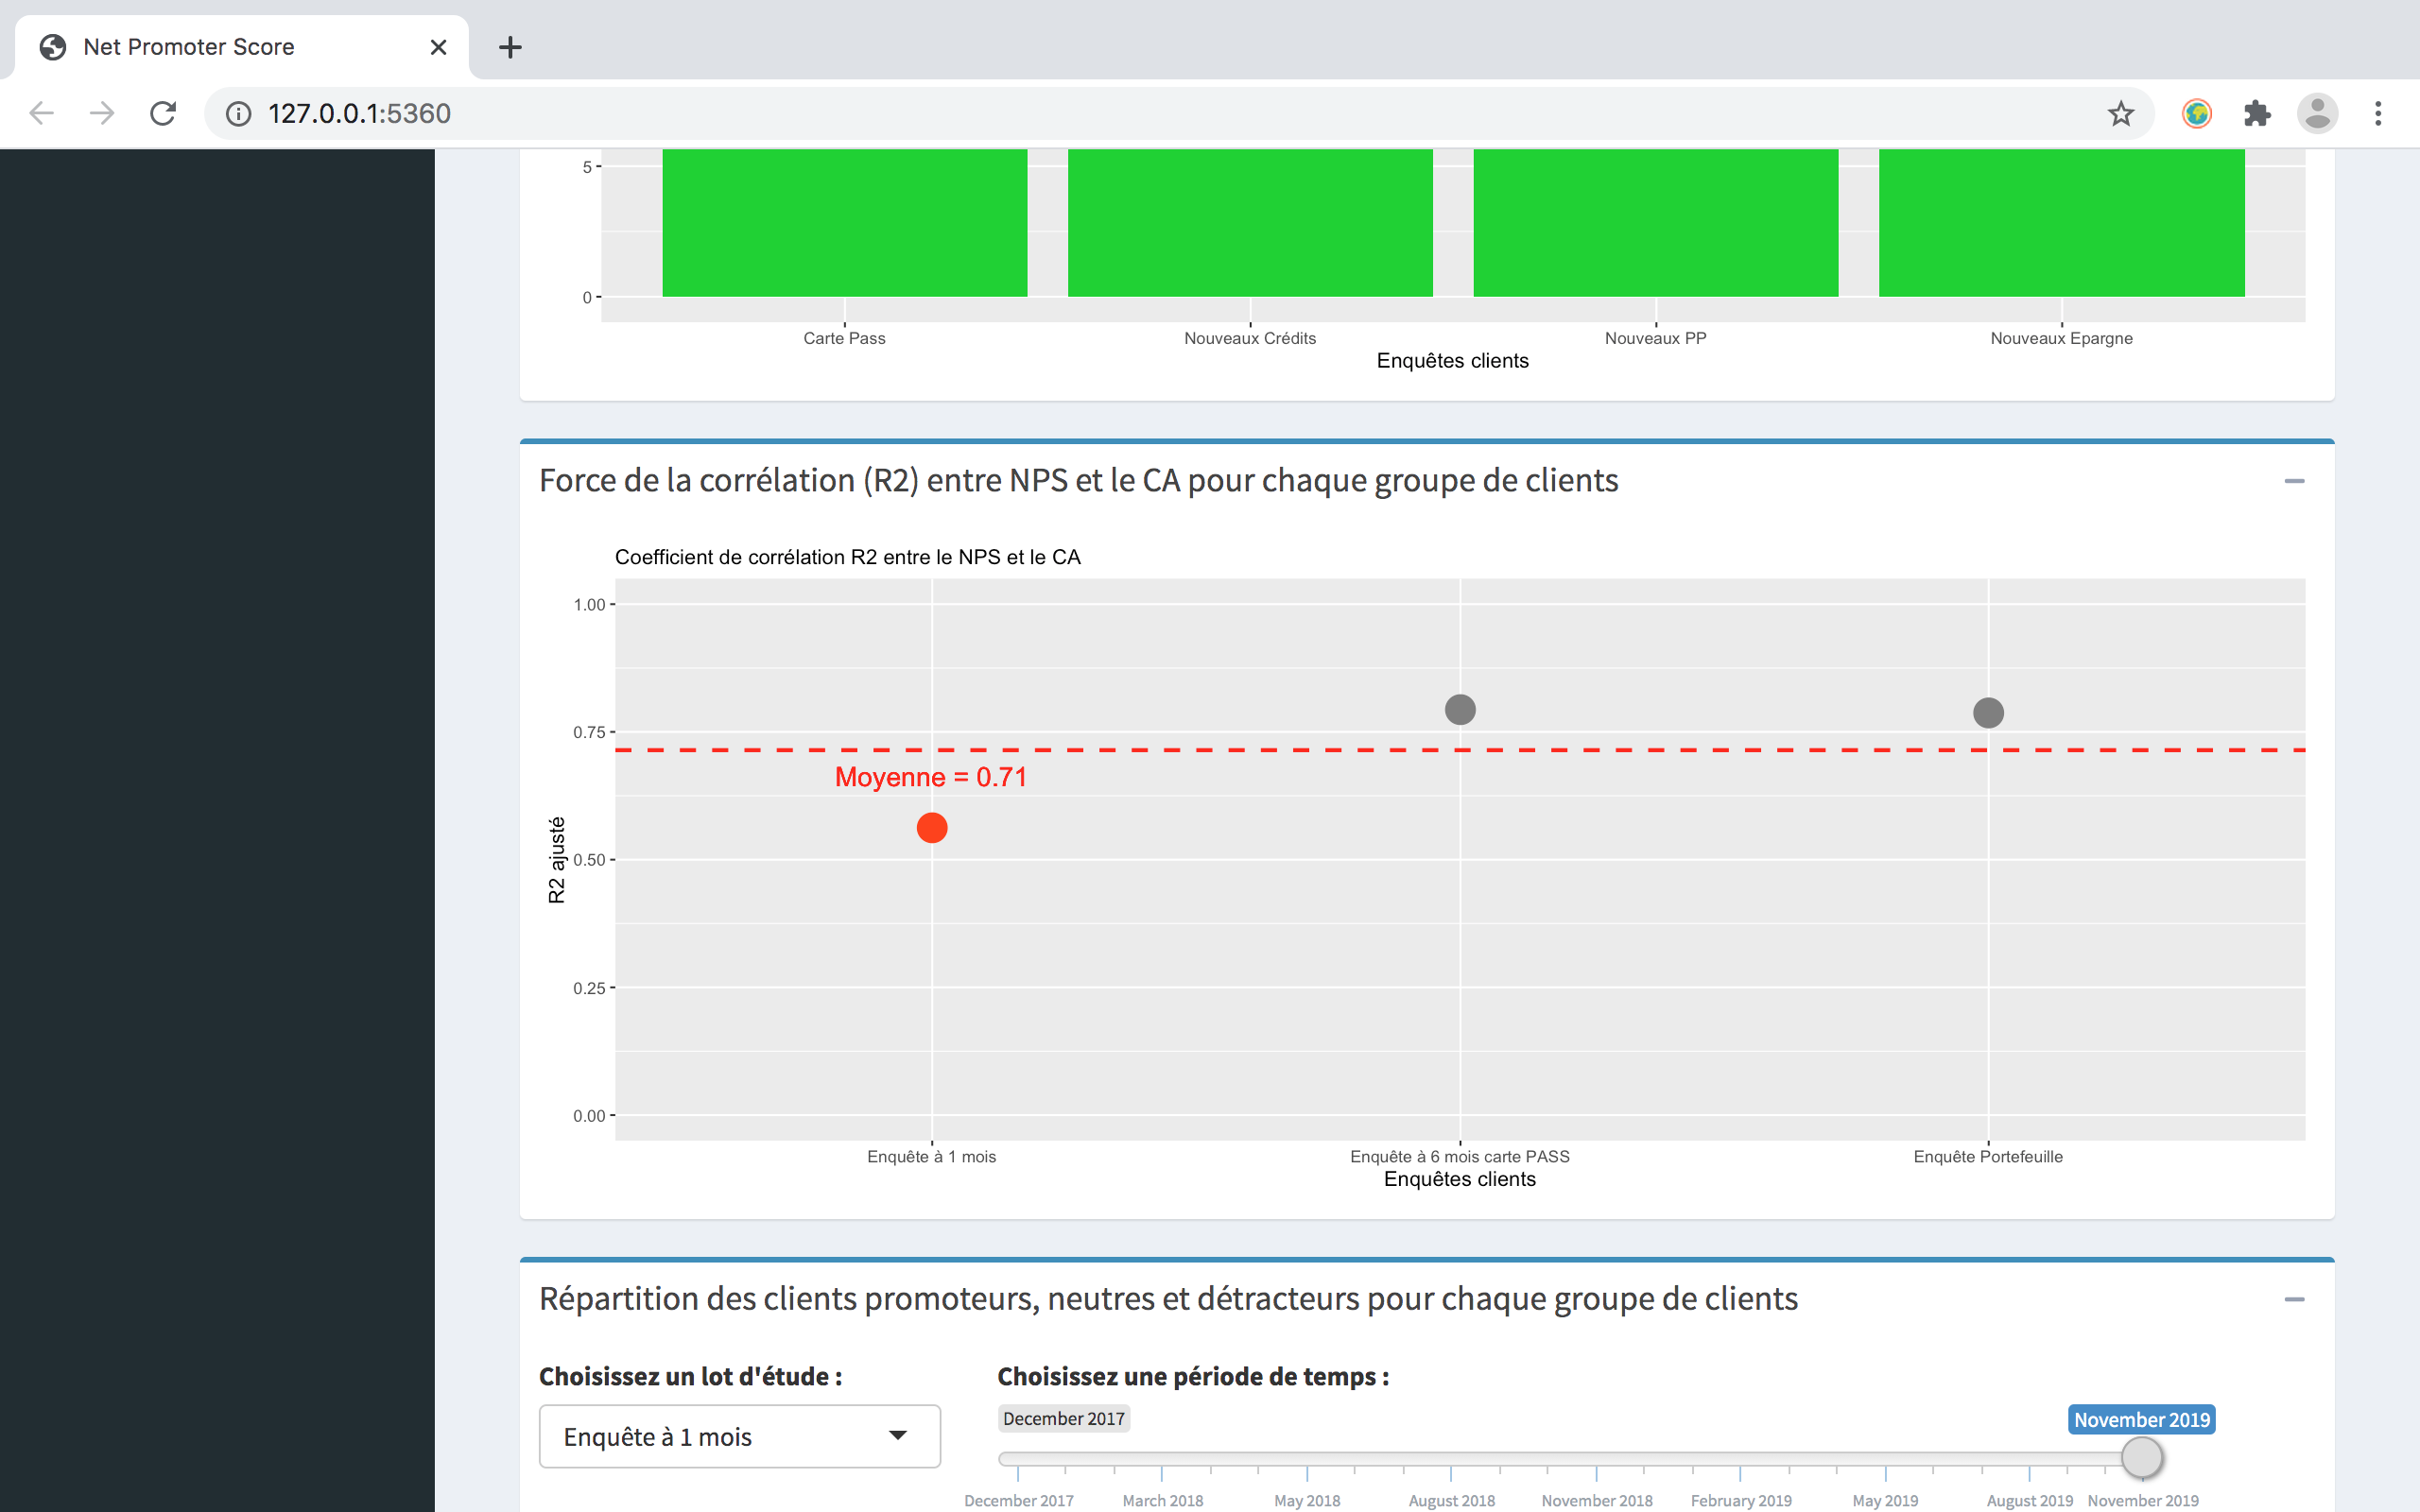 Net Promoter Score
127.0.0.1:5360
5
0
Carte Pass
Nouveaux Crédits
Nouveaux PP
Nouveaux Epargne
Enquêtes clients
Force de la corrélation (R2) entre NPS et le CA pour chaque groupe de clients
Coefficient de corrélation R2 entre le NPS et le CA
1.00
0.75
Moyenne = 0.71
R2 ajusté
0.50
0.25
0.00
Enquête à 1 mois
Enquête à 6 mois carte PASS
Enquête Portefeuille
Enquêtes clients
Répartition des clients promoteurs, neutres et détracteurs pour chaque groupe de clients
Choisissez un lot d'étude :
Enquête à 1 mois
Choisissez une période de temps :
December 2017
November 2019
December 2017
March 2018
May 2018
August 2018
November 2018
February 2019
May 2019
August 2019
November 2019